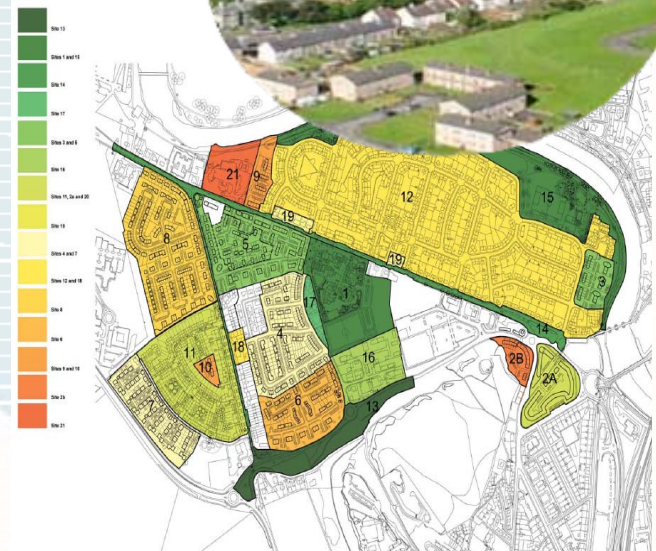 Site 13
Sites 1 and 15
Site 14
Site 17
Sites 3 and 5
Site 16
Sites 11, 2a and 20
Site 19
Sites 4 and 7
Sites 12 and 18
Site 8
Site 6
Sites 9 and 10
Site 2b
Site 21
21
9
12
15
19
8
5
19
3
1
17
14
4
18
2B
11
16
10
2A
7
6
13